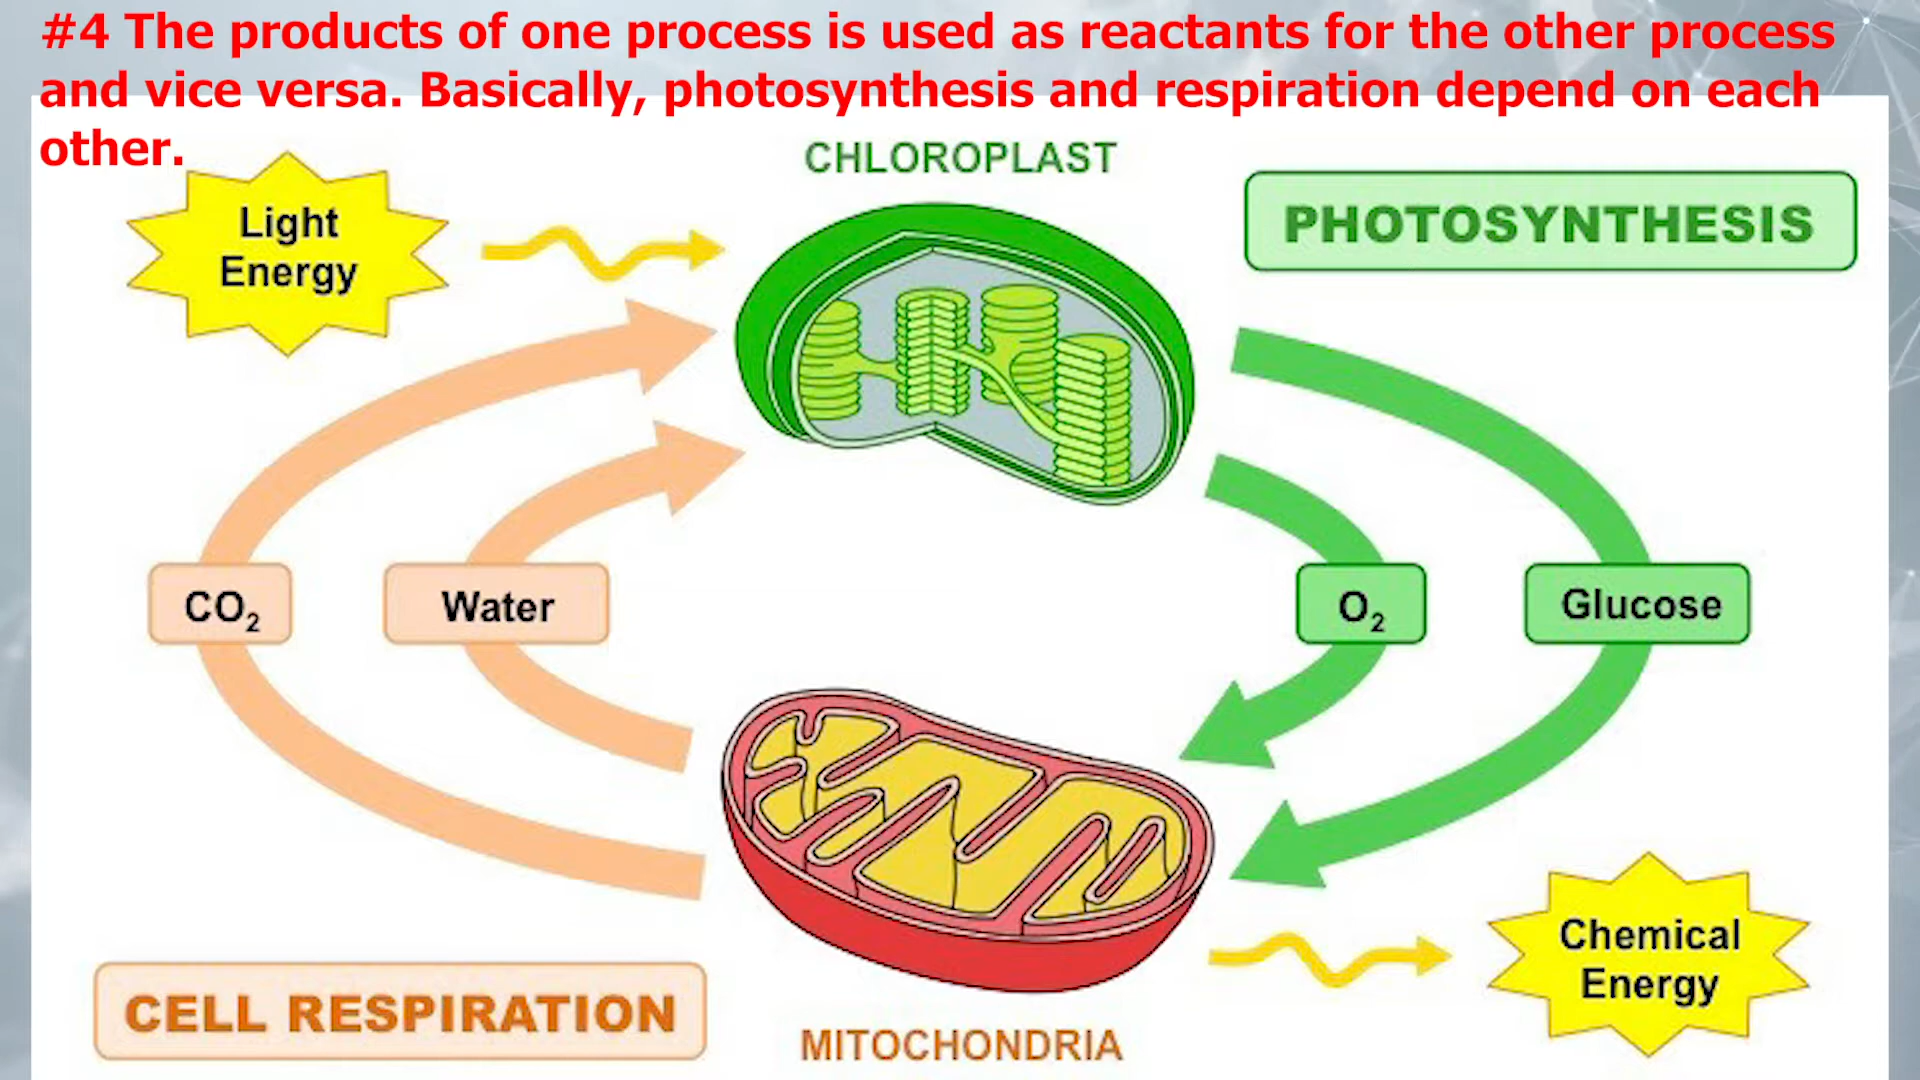 #4 The products of one process is used as reactants for the other process
and vice versa. Basically, photosynthesis and respiration depend on each
other.
CHLOROPLAST
Light
Energy
PHOTOSYNTHESIS
CO₂
Water
O₂
Glucose
Chemical
Energy
CELL RESPIRATION
MITOCHONDRIA